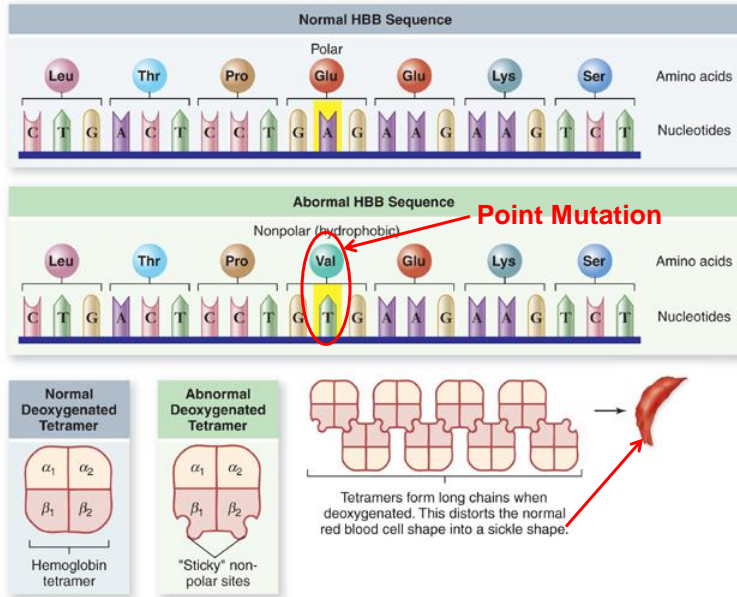 Normal HBB Sequence
Polar
Leu Thr Pro Glu Glu Lys Ser Amino acids
C T G A C T C C T G A G A A G A A G T C T Nucleotides
Abormal HBB Sequence
Point Mutation
Nonpolar (hydrophobic)
Leu Thr Pro Val Glu Lys Ser Amino acids
C T G A C T C C T G T G A A G A A G T C T Nucleotides
Normal
Deoxygenated
Tetramer
α1 α2
β1 β2
Hemoglobin
tetramer
Abnormal
Deoxygenated
Tetramer
α1 α2
β1 β2
"Sticky" non-
polar sites
Tetramers form long chains when
deoxygenated. This distorts the normal
red blood cell shape into a sickle shape.